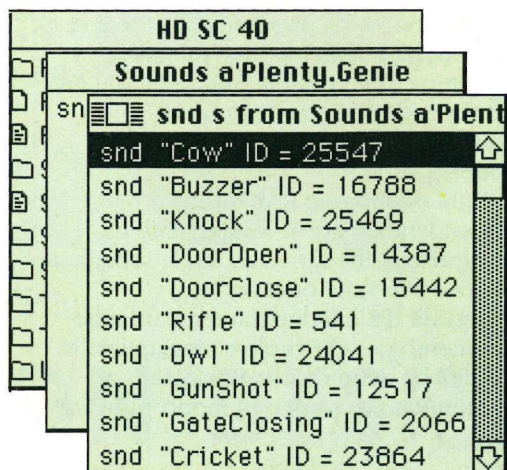 HD SC 40
Sounds a'Plenty.Genie
sn
snd s from Sounds a'Plent
snd "Cow" ID = 25547
snd "Buzzer" ID = 16788
snd "Knock" ID = 25469
snd "DoorOpen" ID = 14387
snd "DoorClose" ID = 15442
snd "Rifle" ID = 541
snd "Owl" ID = 24041
snd "GunShot" ID = 12517
snd "GateClosing" ID = 2066
snd "Cricket" ID = 23864